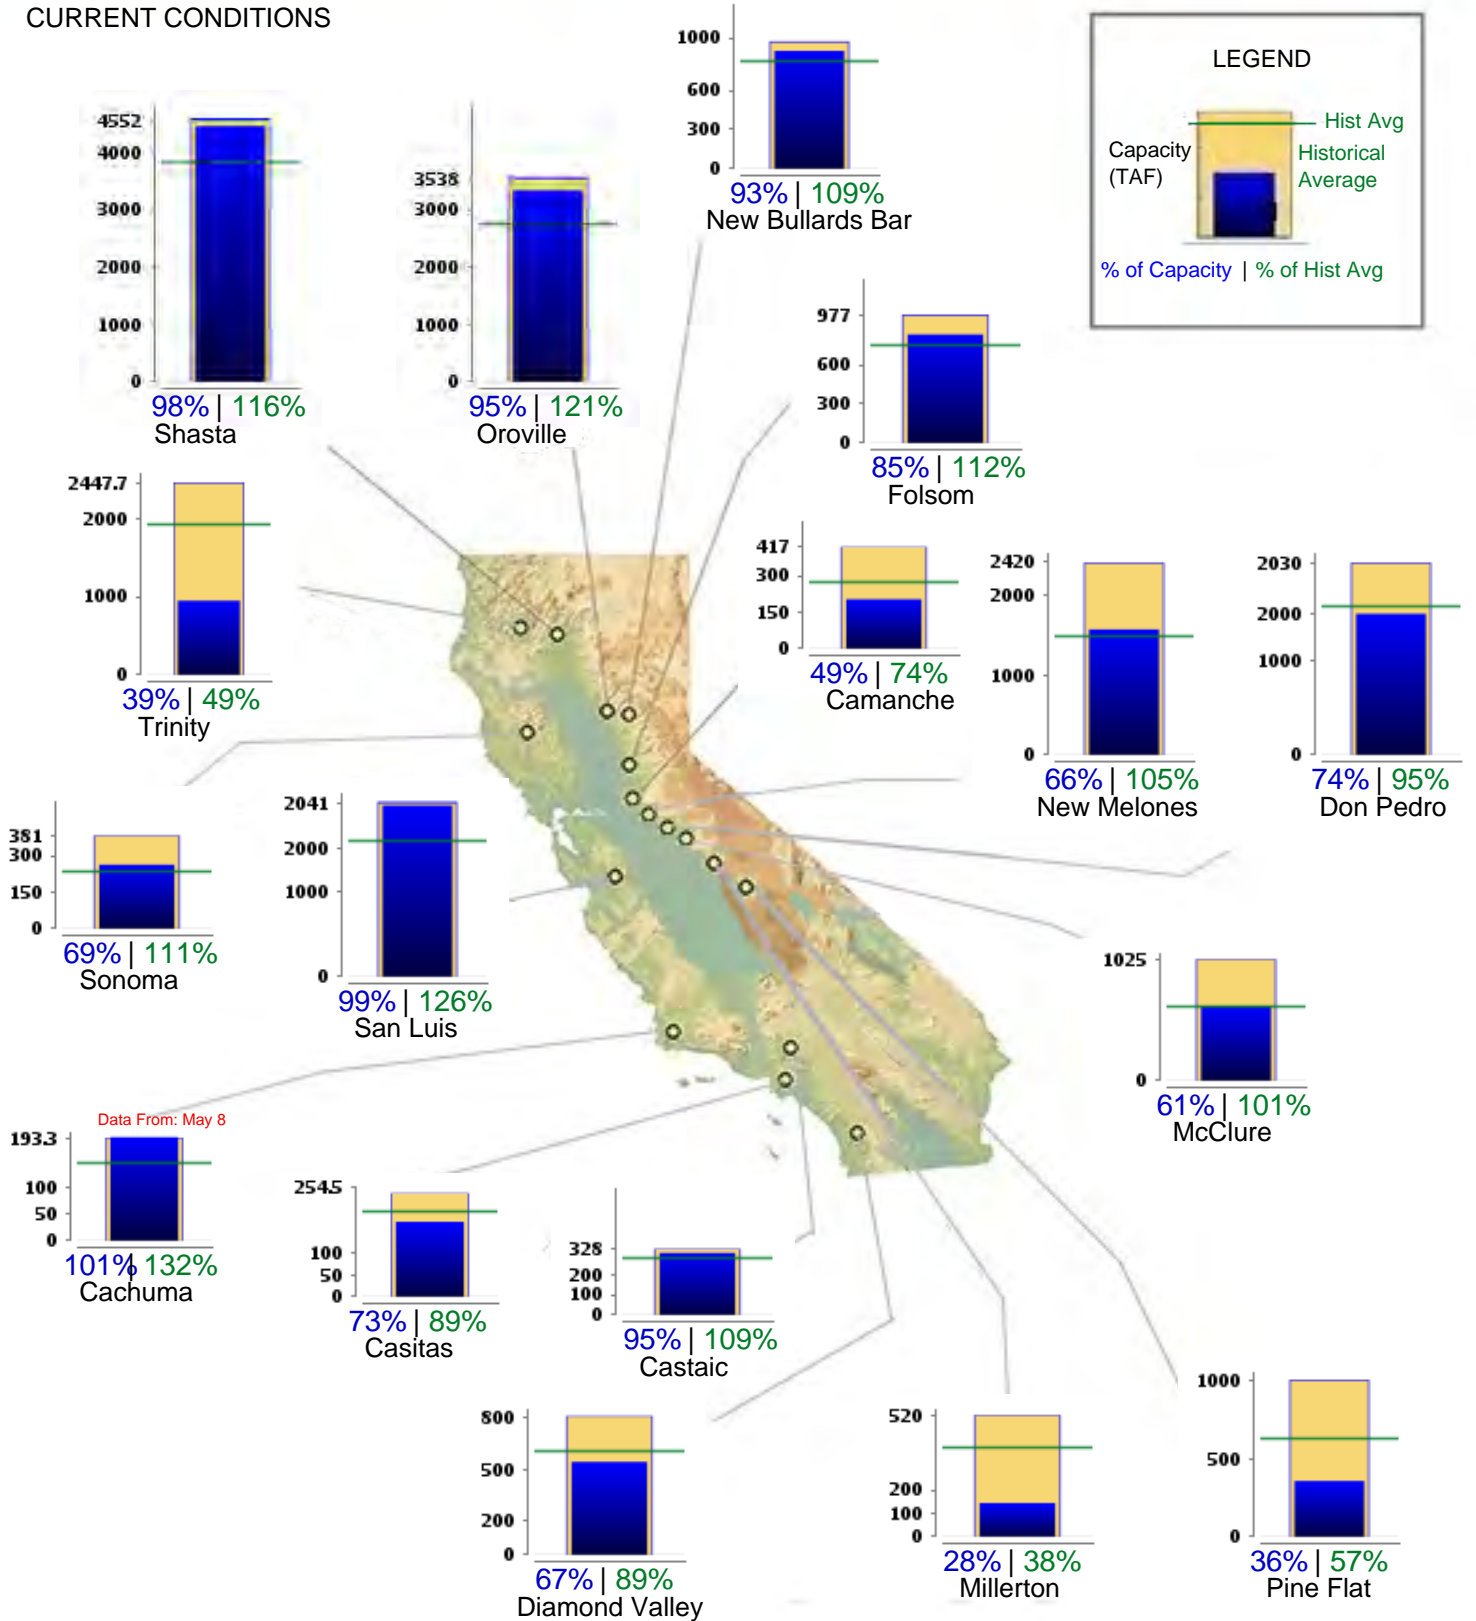 CURRENT CONDITIONS
LEGEND
Hist Avg
Capacity
(TAF)
Historical
Average
% of Capacity | % of Hist Avg
1000
600
300
0
93% | 109%
New Bullards Bar
4552
4000
3000
2000
1000
0
98% | 116%
Shasta
3538
3000
2000
1000
0
95% | 121%
Oroville
977
600
300
0
85% | 112%
Folsom
2447.7
2000
1000
0
39% | 49%
Trinity
417
300
150
0
49% | 74%
Camanche
2420
2000
1000
0
66% | 105%
New Melones
2030
2000
1000
0
74% | 95%
Don Pedro
381
300
150
0
69% | 111%
Sonoma
2041
2000
1000
0
99% | 126%
San Luis
1025
0
61% | 101%
McClure
Data From: May 8
193.3
100
50
0
101% | 132%
Cachuma
254.5
100
50
0
73% | 89%
Casitas
328
200
100
0
95% | 109%
Castaic
800
500
200
0
67% | 89%
Diamond Valley
520
200
100
0
28% | 38%
Millerton
1000
500
0
36% | 57%
Pine Flat